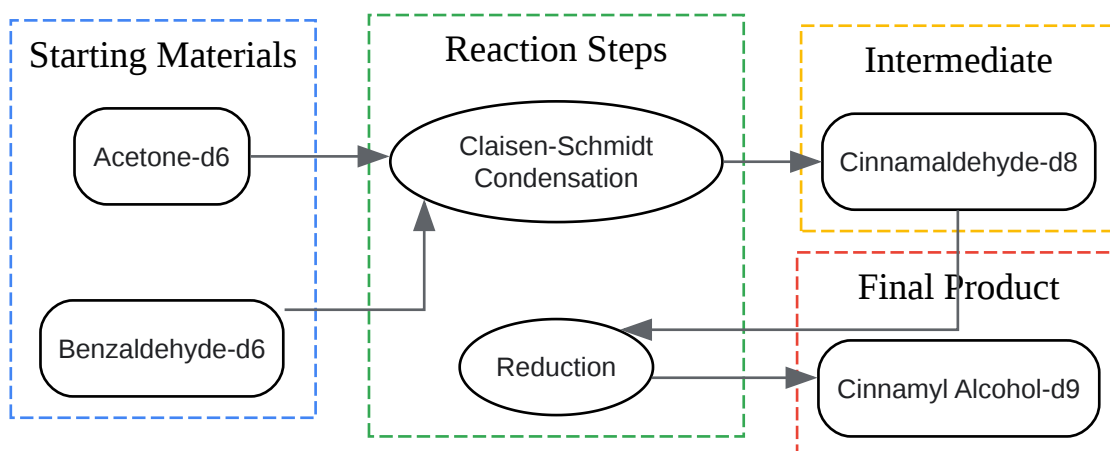 Starting Materials
Acetone-d6
Benzaldehyde-d6
Reaction Steps
Claisen-Schmidt
Condensation
Reduction
Intermediate
Cinnamaldehyde-d8
Final Product
Cinnamyl Alcohol-d9